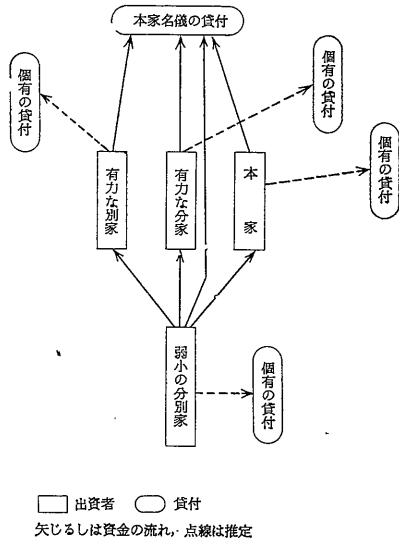 本家名儀の貸付
個有の貸付
個有の貸付
個有の貸付
有力な別家
有力な分家
本家
弱小の分別家
個有の貸付
出資者 貸付
矢じるしは資金の流れ,点線は推定